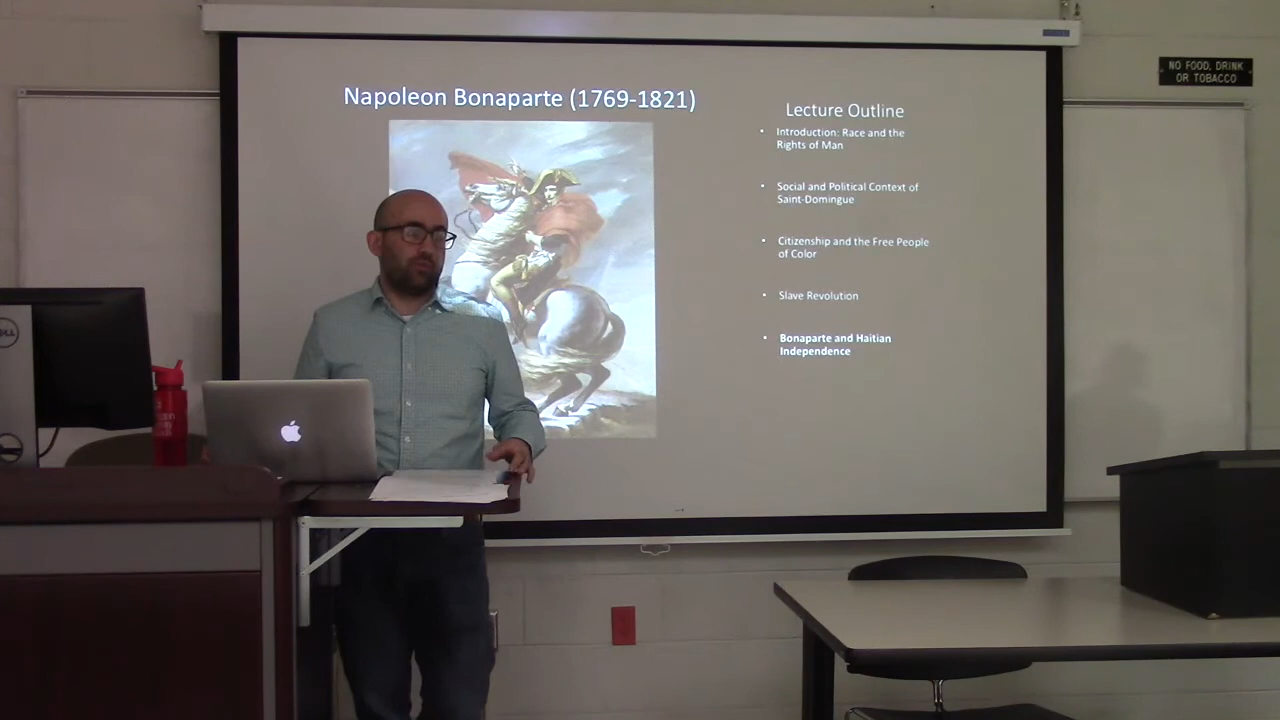 Napoleon Bonaparte (1769-1821)
Lecture Outline
• Introduction: Race and the
Rights of Man
• Social and Political Context of
Saint-Domingue
• Citizenship and the Free People
of Color
• Slave Revolution
• Bonaparte and Haitian
Independence
NO FOOD, DRINK
OR TOBACCO
DELL